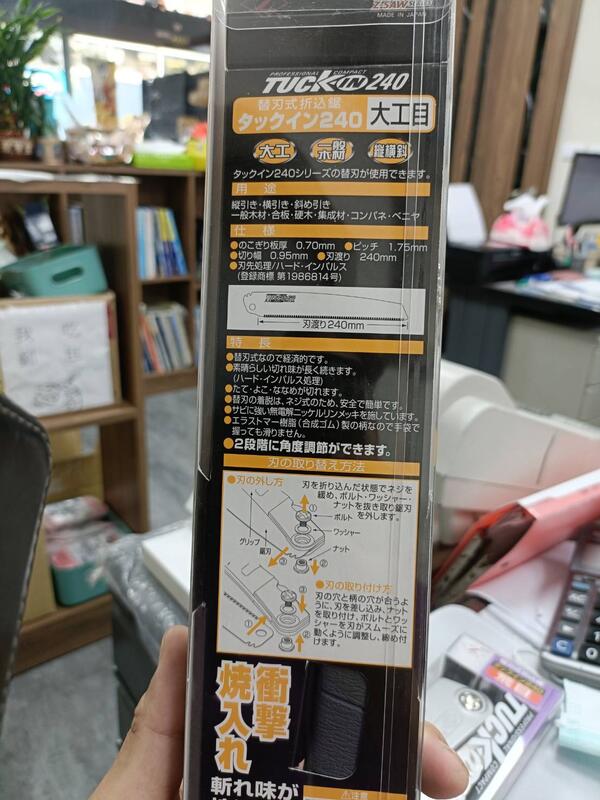 Z-SAW SERIES
MADE IN JAPAN
PROFESSIONAL COMPACT
TUCK IN 240
替刃式折込鋸
タックイン240 大工目
大工 一般木材 縦横斜
タックイン240シリーズの替刃が使用できます。
用途
縦引き・横引き・斜め引き
一般木材・合板・硬木・集成材・コンパネ・ベニヤ
仕様
●のこぎり板厚 0.70mm ●ピッチ 1.75mm
●切り幅 0.95mm ●刃渡り 240mm
●刃先処理/ハード・インパルス
(登録商標 第1986814号)
刃渡り240mm
特長
●替刃式なので経済的です。
●素晴らしい切れ味が長く続きます。
(ハード・インパルス処理)
●たて・よこ・ななめが切れます。
●替刃の着脱は、ネジ式のため、安全で簡単です。
●サビに強い無電解ニッケルリンメッキを施しています。
●エラストマー樹脂(合成ゴム)製の柄なので手袋で
握っても滑りません。
●2段階に角度調節ができます。
刃の取り替え方法
●刃の外し方
刃を折り込んだ状態でネジを
緩め、ボルト・ワッシャー・
ナットを抜き取り鋸刃
を外します。
ボルト
ワッシャー
ナット
グリップ
鋸刃
① ② ③
●刃の取り付け方
刃の穴と柄の穴が合うよう
に、刃を差し込み、ナット
を取り付け、ボルトとワッ
シャーを刃がスムーズに
動くように調整し、締め付
けます。
① ② ③
衝撃
焼入れ
斬れ味が
⚠注意
TUCK IN
PROFESSIONAL COMPACT